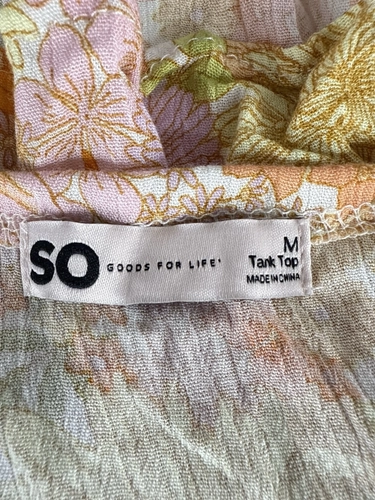 SO GOODS FOR LIFE•
M
Tank Top
MADE IN CHINA